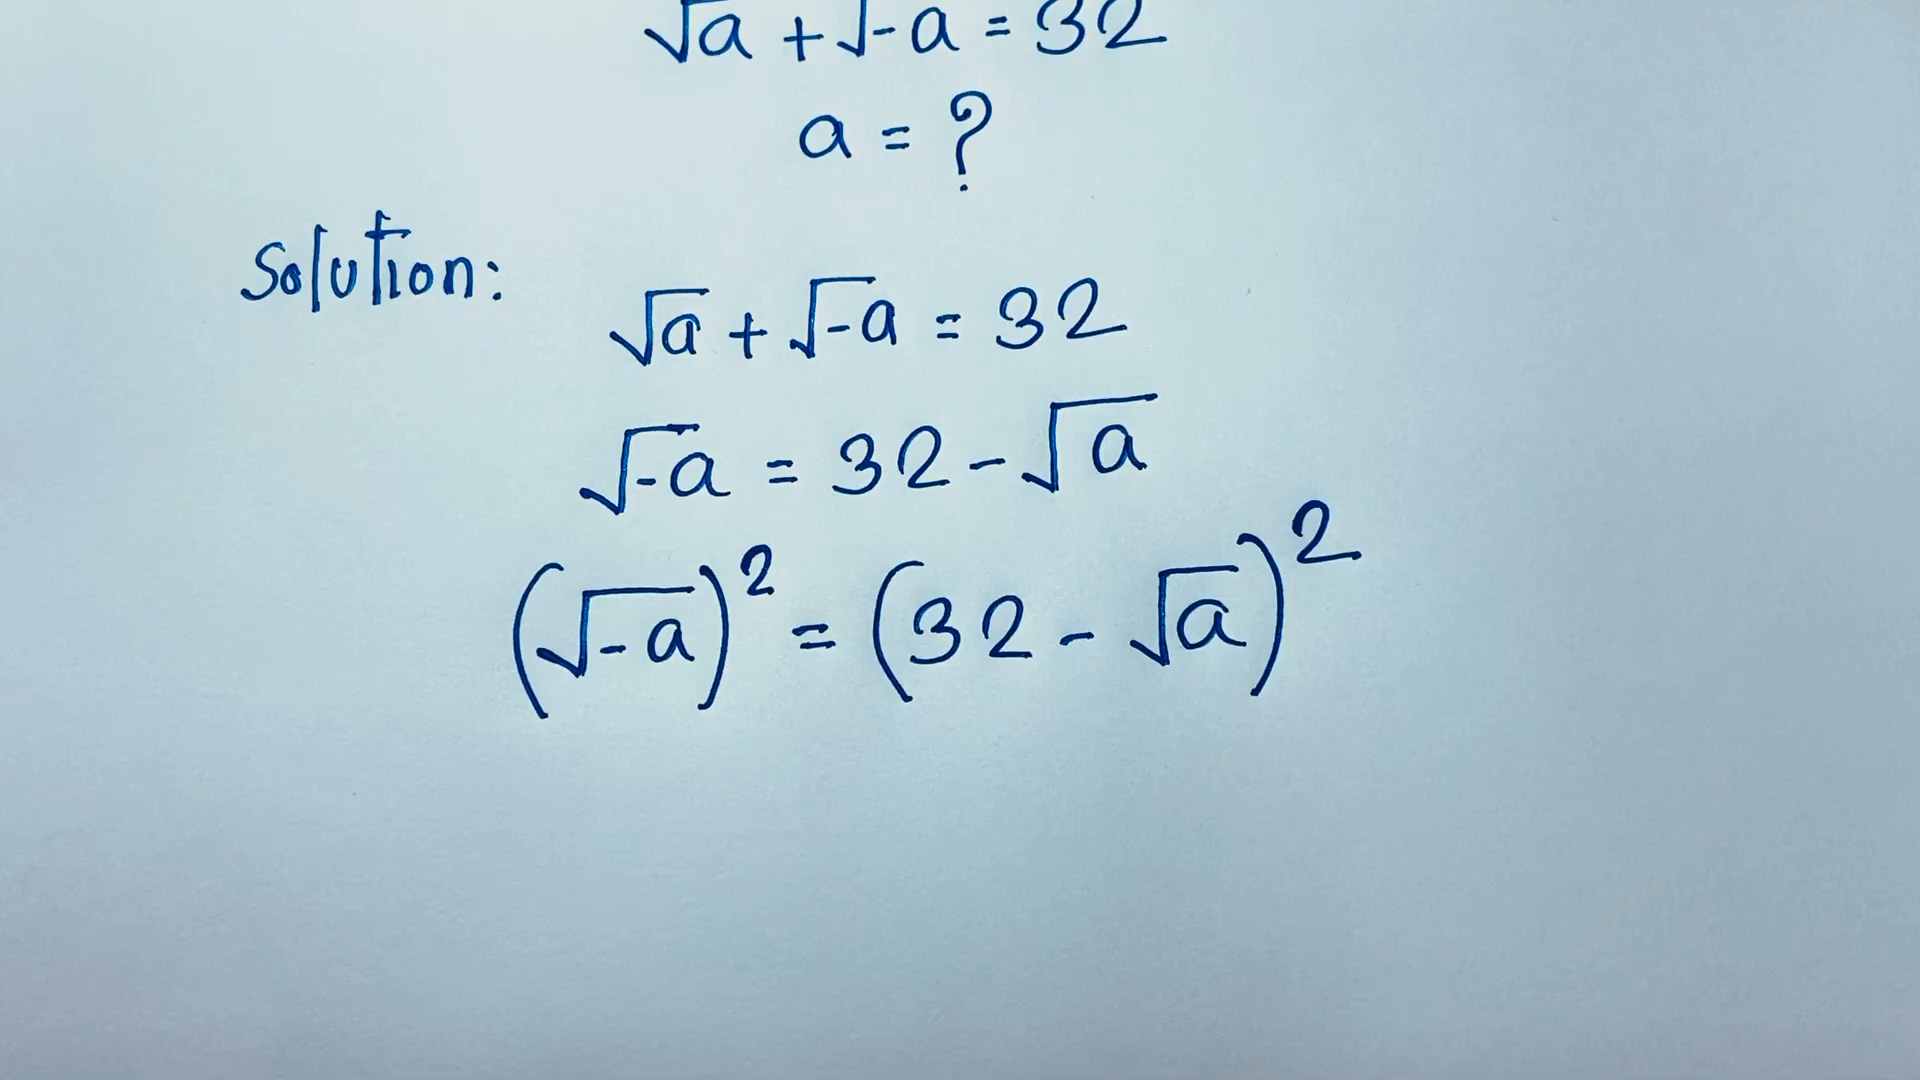 √a + √-a = 32
a = ?
Solution:
√a + √-a = 32
√-a = 32 - √a
(√-a)² = (32 - √a)²